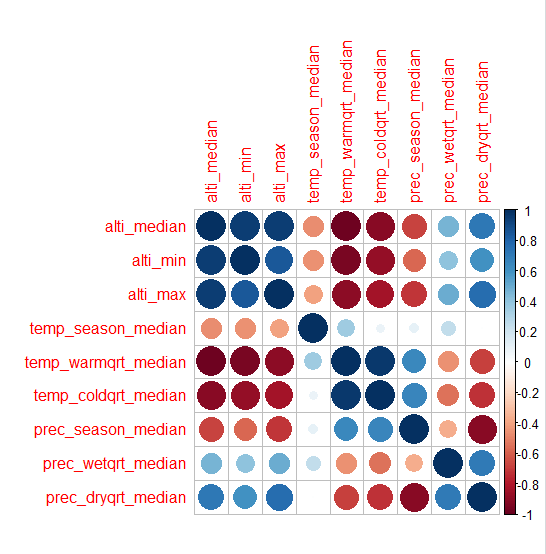 alti_median
alti_min
alti_max
temp_season_median
temp_warmqrt_median
temp_coldqrt_median
prec_season_median
prec_wetqrt_median
prec_dryqrt_median
alti_median
alti_min
alti_max
temp_season_median
temp_warmqrt_median
temp_coldqrt_median
prec_season_median
prec_wetqrt_median
prec_dryqrt_median
1
0.8
0.6
0.4
0.2
0
-0.2
-0.4
-0.6
-0.8
-1